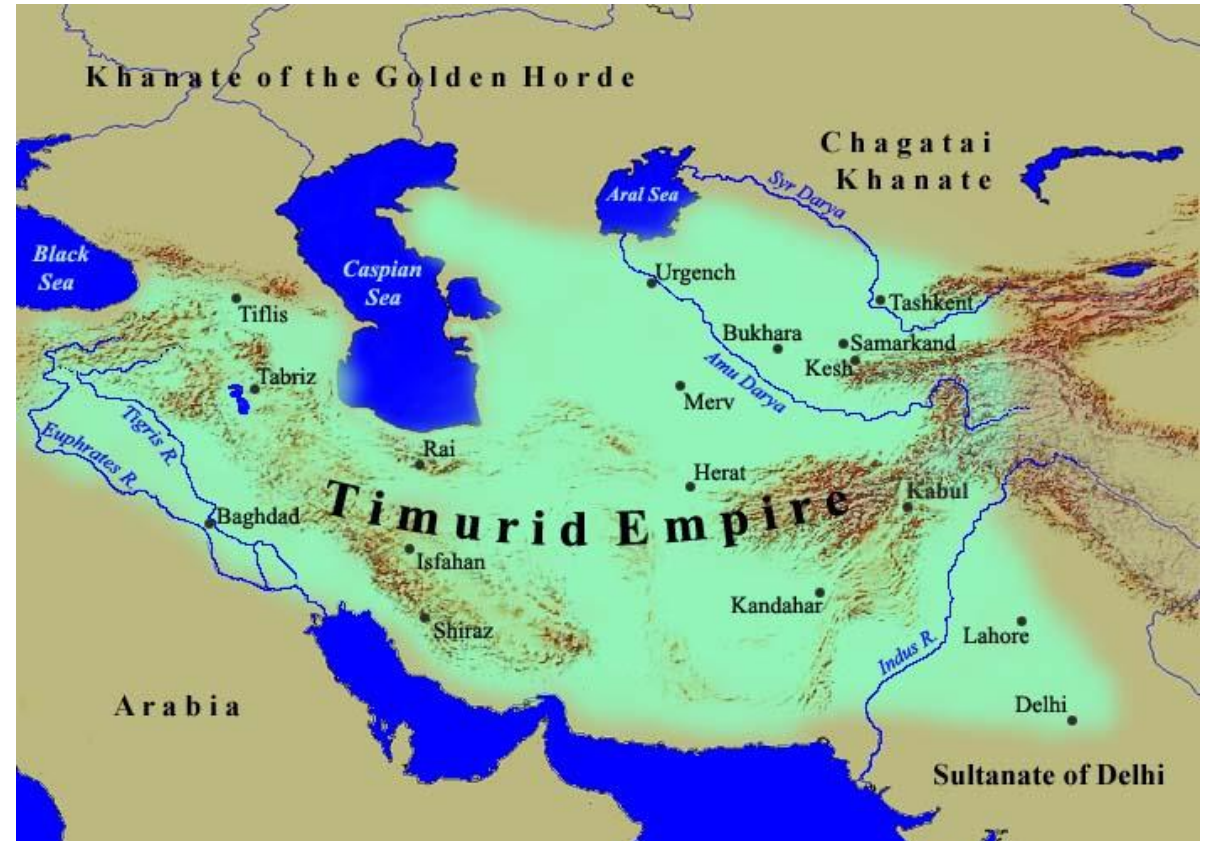 Khanate of the Golden Horde
Chagatai
Khanate
Syr Darya
Aral Sea
Black
Sea
Caspian
Sea
Urgench
Tiflis
Tashkent
Bukhara
Samarkand
Kesh
Amu Darya
Tabriz
Merv
Tigris R.
Euphrates R.
Rai
Herat
Timurid Empire
Kabul
Baghdad
Isfahan
Kandahar
Shiraz
Lahore
Indus R.
Arabia
Delhi
Sultanate of Delhi